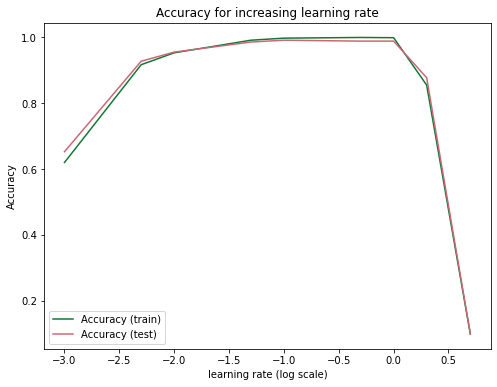 Accuracy for increasing learning rate
1.0
0.8
0.6
0.4
0.2
Accuracy
Accuracy (train)
Accuracy (test)
−3.0 −2.5 −2.0 −1.5 −1.0 −0.5 0.0 0.5
learning rate (log scale)